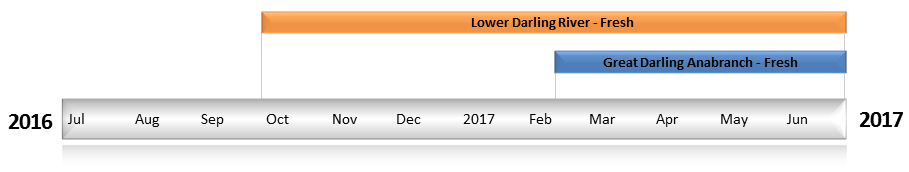 Lower Darling River - Fresh
Great Darling Anabranch - Fresh
2016 Jul Aug Sep Oct Nov Dec 2017 Feb Mar Apr May Jun 2017